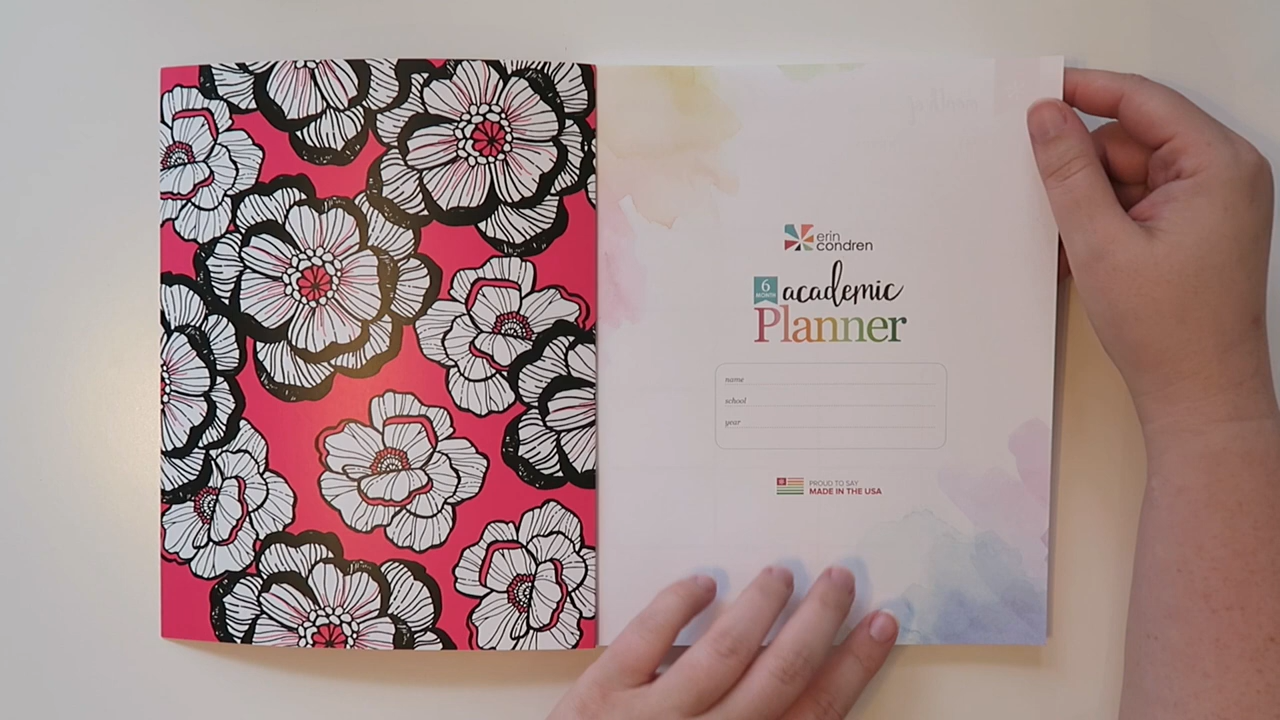 erin
condren
6
MONTH
academic
Planner
name
school
year
PROUD TO SAY
MADE IN THE USA